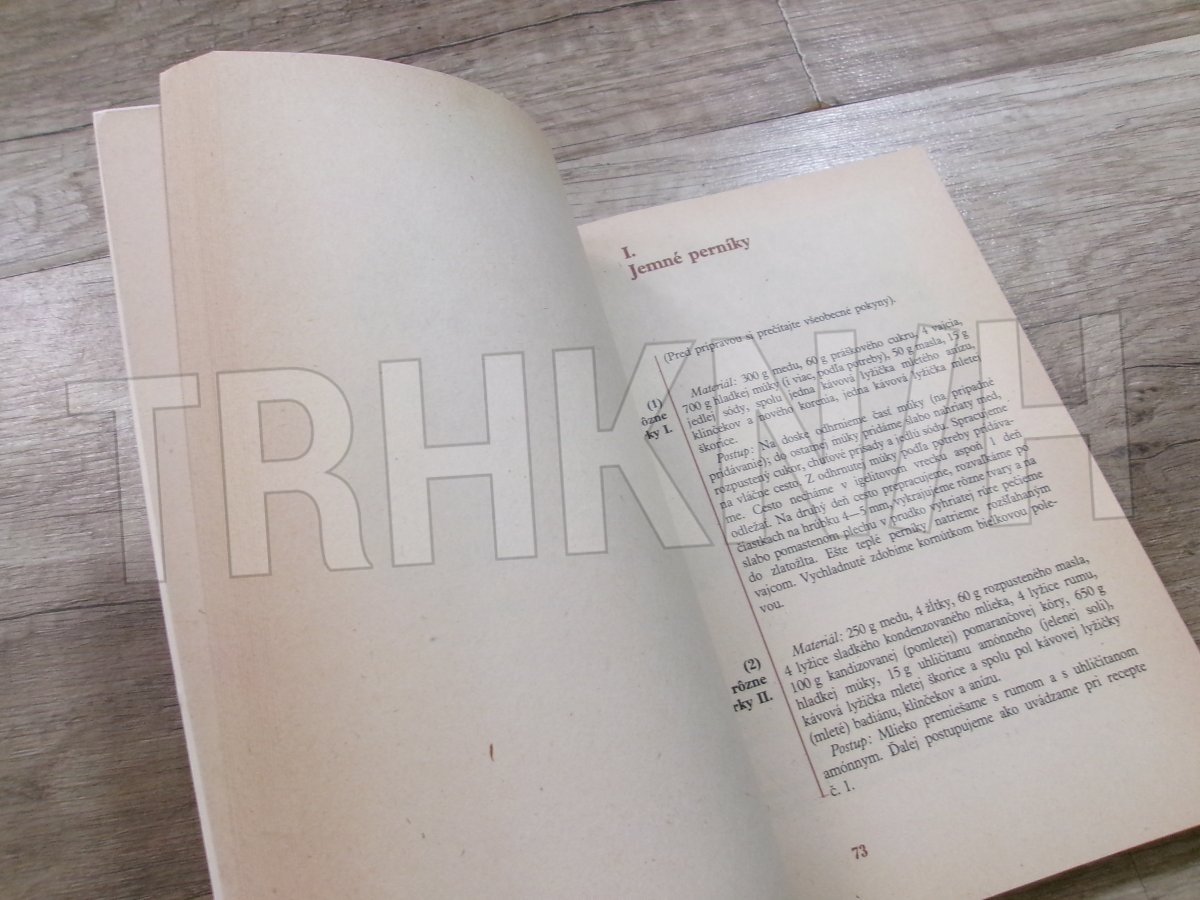 I.
Jemné perníky
(Pred prípravou si prečítajte všeobecné pokyny).
(1)
ôzne
ky I.
Materiál: 300 g medu, 60 g práškového cukru, 4 vajcia,
700 g hladkej múky (i viac, podľa potreby), 50 g masla, 15 g
jedlej sódy, spolu jedna kávová lyžička mletého anízu,
klinčekov a nového korenia, jedna kávová lyžička mletej
škorice.
Postup: Na doske odhrnieme časť múky (na prípadné
pridávanie); do ostatnej múky pridáme slabo nahriaty med,
rozpustený cukor, chuťové prísady a jedlú sódu. Spracujeme
na vláčne cesto. Z odhrnutej múky podľa potreby pridáva-
me. Cesto necháme v igelitovom vrecku aspoň 1 deň
odležať. Na druhý deň cesto prepracujeme, rozvaľkáme po
čiastkach na hrúbku 4—5 mm, vykrajujeme rôzne tvary a na
slabo pomastenom plechu v prudko vyhriatej rúre pečieme
do zlatožlta. Ešte teplé perníky natrieme rozšľahaným
vajcom. Vychladnuté zdobíme kornútkom bielkovou pole-
vou.
(2)
rôzne
rky II.
Materiál: 250 g medu, 4 žĺtky, 60 g rozpusteného masla,
4 lyžice sladkého kondenzovaného mlieka, 4 lyžice rumu,
100 g kandizovanej (pomletej) pomarančovej kôry, 650 g
hladkej múky, 15 g uhličitanu amónneho (jelenej soli),
kávová lyžička mletej škorice a spolu pol kávovej lyžičky
(mleté) badiánu, klinčekov a anízu.
Postup: Mlieko premiešame s rumom a s uhličitanom
amónnym. Ďalej postupujeme ako uvádzame pri recepte
č. 1.
73
TRHKNÍH